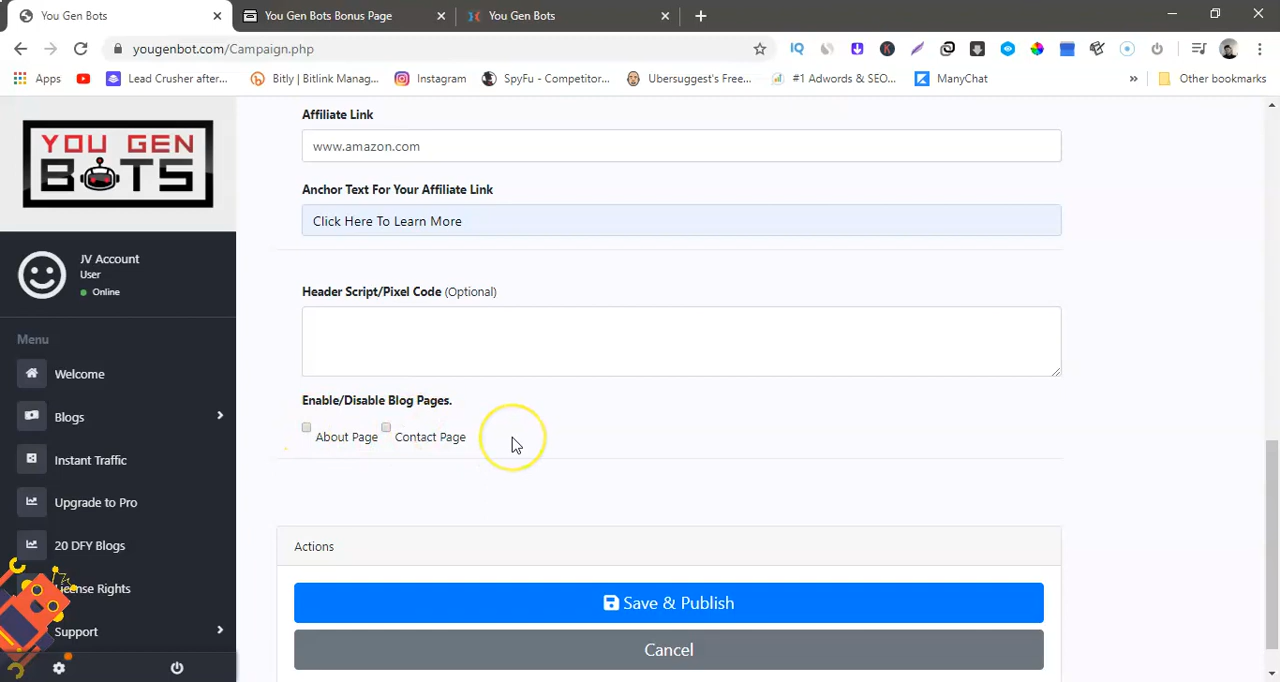 You Gen Bots
You Gen Bots Bonus Page
You Gen Bots
yougenbot.com/Campaign.php
Apps
Lead Crusher after...
Bitly | Bitlink Manag...
Instagram
SpyFu - Competitor...
Ubersuggest's Free...
#1 Adwords & SEO...
ManyChat
»
Other bookmarks
YOU GEN
BOTS
JV Account
User
Online
Menu
Welcome
Blogs
Instant Traffic
Upgrade to Pro
20 DFY Blogs
License Rights
Support
Affiliate Link
www.amazon.com
Anchor Text For Your Affiliate Link
Click Here To Learn More
Header Script/Pixel Code (Optional)
Enable/Disable Blog Pages.
About Page Contact Page
Actions
Save & Publish
Cancel